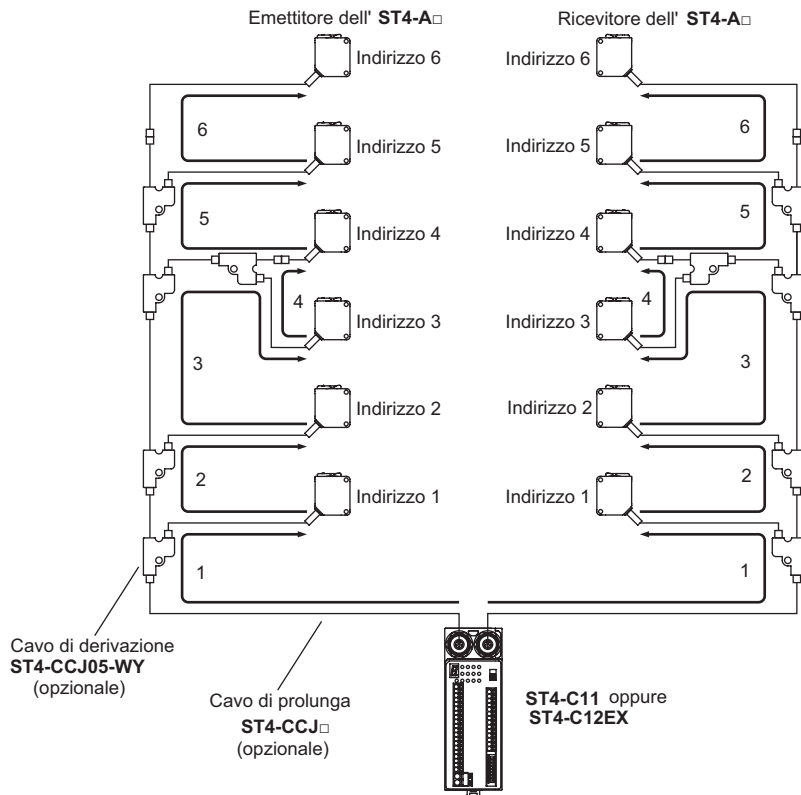 Emettitore dell' ST4-A□
Ricevitore dell' ST4-A□
Indirizzo 6
Indirizzo 6
6
6
Indirizzo 5
Indirizzo 5
5
5
Indirizzo 4
Indirizzo 4
4
4
Indirizzo 3
Indirizzo 3
3
3
Indirizzo 2
Indirizzo 2
2
2
Indirizzo 1
Indirizzo 1
1
1
Cavo di derivazione
ST4-CCJ05-WY
(opzionale)
Cavo di prolunga
ST4-CCJ□
(opzionale)
ST4-C11 oppure
ST4-C12EX